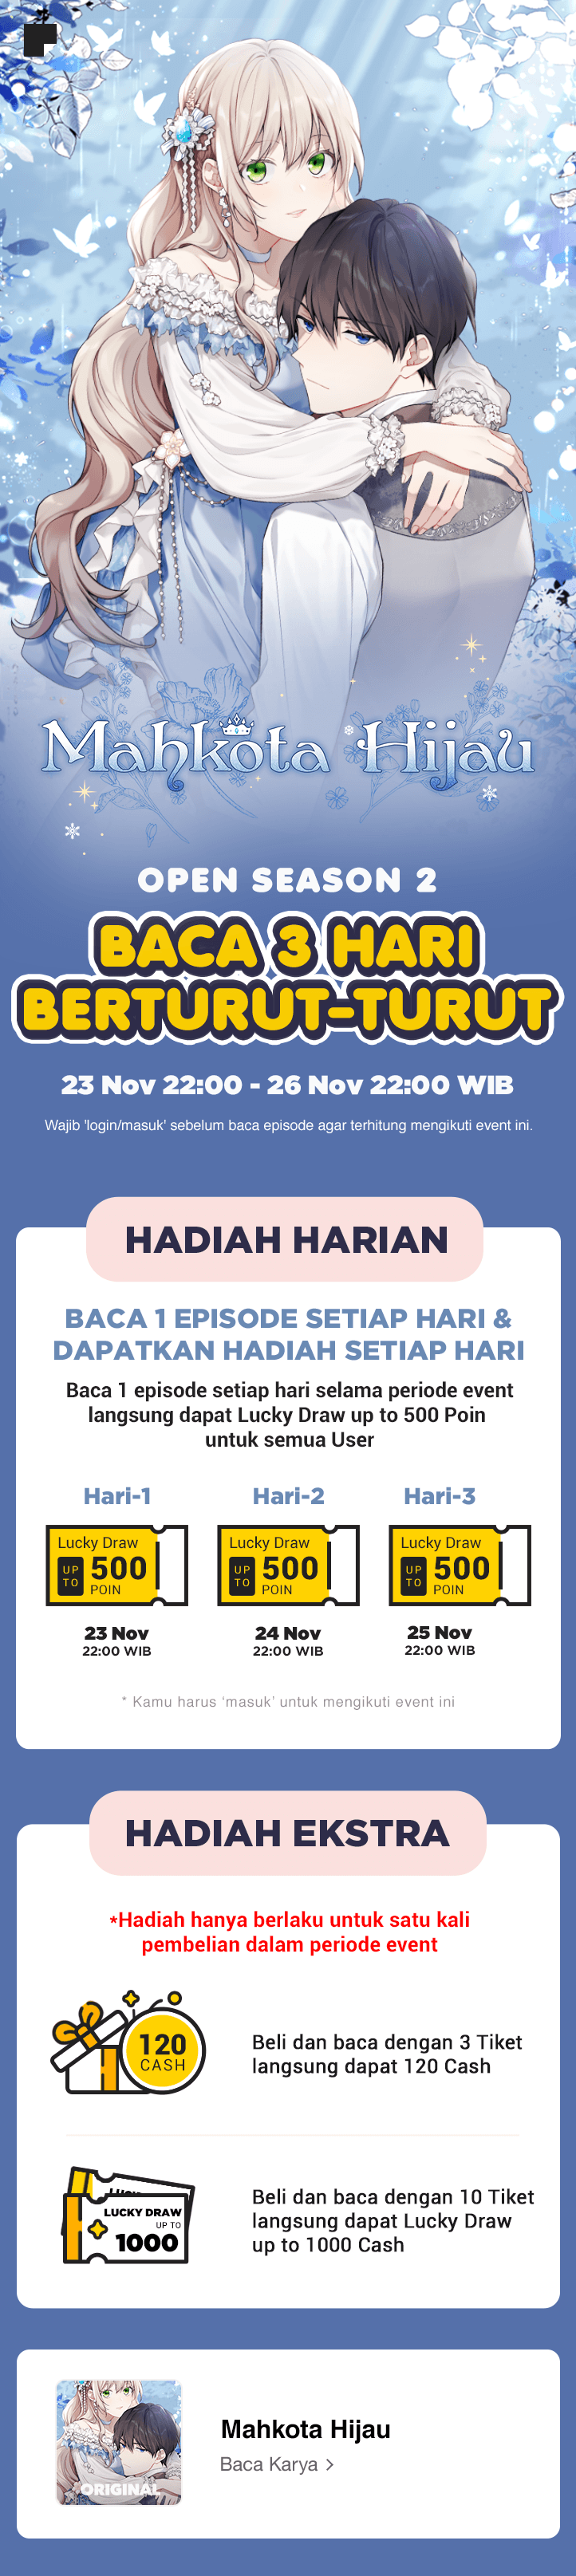 Mahkota Hijau
OPEN SEASON 2
BACA 3 HARI
BERTURUT-TURUT
23 Nov 22:00 - 26 Nov 22:00 WIB
Wajib 'login/masuk' sebelum baca episode agar terhitung mengikuti event ini.
HADIAH HARIAN
BACA 1 EPISODE SETIAP HARI &
DAPATKAN HADIAH SETIAP HARI
Baca 1 episode setiap hari selama periode event
langsung dapat Lucky Draw up to 500 Poin
untuk semua User
Hari-1
Lucky Draw
UP TO 500
POIN
23 Nov
22:00 WIB
Hari-2
Lucky Draw
UP TO 500
POIN
24 Nov
22:00 WIB
Hari-3
Lucky Draw
UP TO 500
POIN
25 Nov
22:00 WIB
* Kamu harus ‘masuk’ untuk mengikuti event ini
HADIAH EKSTRA
*Hadiah hanya berlaku untuk satu kali
pembelian dalam periode event
120
CASH
Beli dan baca dengan 3 Tiket
langsung dapat 120 Cash
LUCKY DRAW
UP TO
1000
Beli dan baca dengan 10 Tiket
langsung dapat Lucky Draw
up to 1000 Cash
ORIGINAL
Mahkota Hijau
Baca Karya >